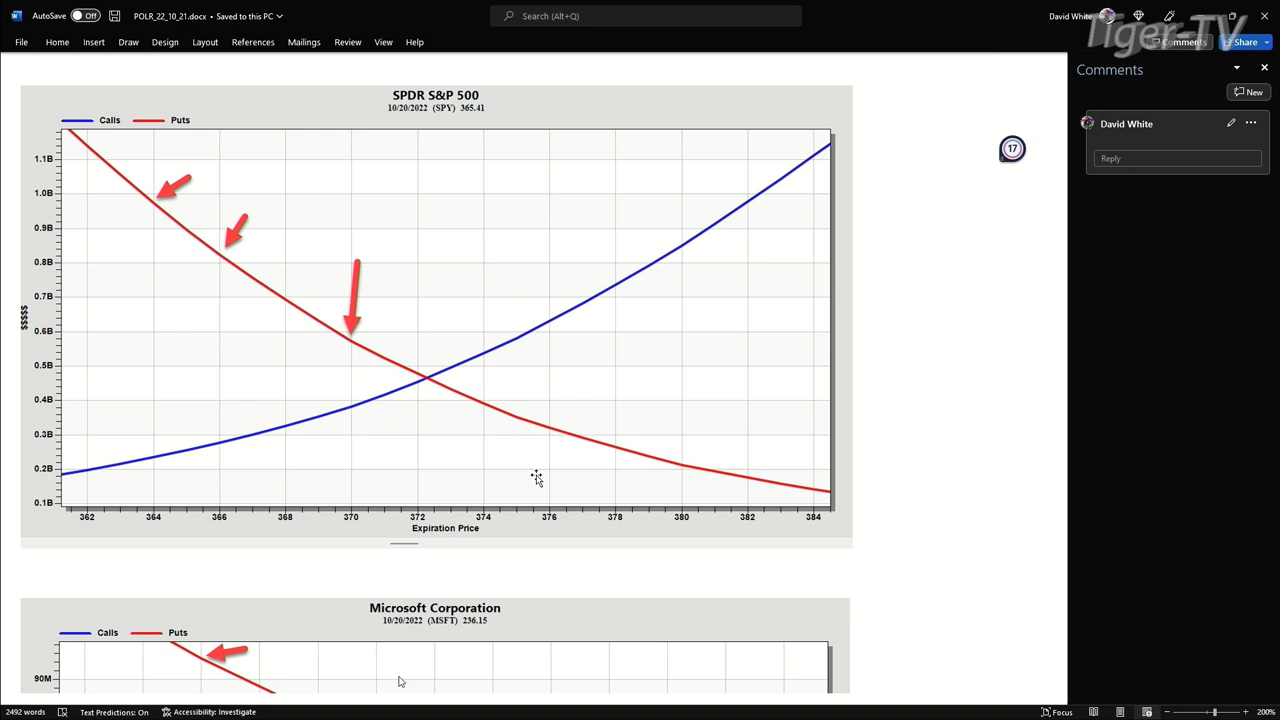 AutoSave Off POLR_22_10_21.docx • Saved to this PC Search (Alt+Q) David White
Tiger-TV
File Home Insert Draw Design Layout References Mailings Review View Help Comments Share
Comments
New
David White
Reply
17
SPDR S&P 500
10/20/2022 (SPY) 365.41
Calls Puts
1.1B
1.0B
0.9B
0.8B
0.7B
0.6B
0.5B
0.4B
0.3B
0.2B
0.1B
$$$$$
362 364 366 368 370 372 374 376 378 380 382 384
Expiration Price
Microsoft Corporation
10/20/2022 (MSFT) 236.15
Calls Puts
90M
2492 words Text Predictions: On Accessibility: Investigate Focus 200%